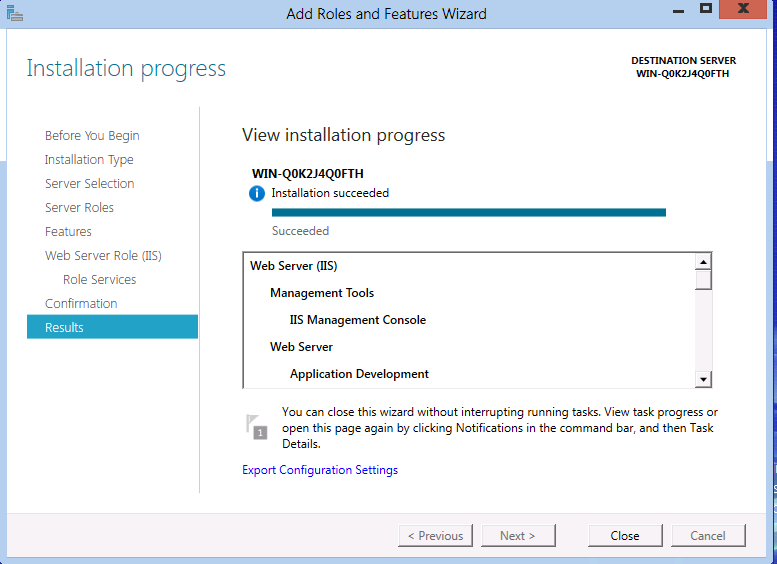 Add Roles and Features Wizard
Installation progress
DESTINATION SERVER
WIN-Q0K2J4Q0FTH
Before You Begin
Installation Type
Server Selection
Server Roles
Features
Web Server Role (IIS)
Role Services
Confirmation
Results
View installation progress
WIN-Q0K2J4Q0FTH
Installation succeeded
Succeeded
Web Server (IIS)
Management Tools
IIS Management Console
Web Server
Application Development
1
You can close this wizard without interrupting running tasks. View task progress or
open this page again by clicking Notifications in the command bar, and then Task
Details.
Export Configuration Settings
< Previous
Next >
Close
Cancel